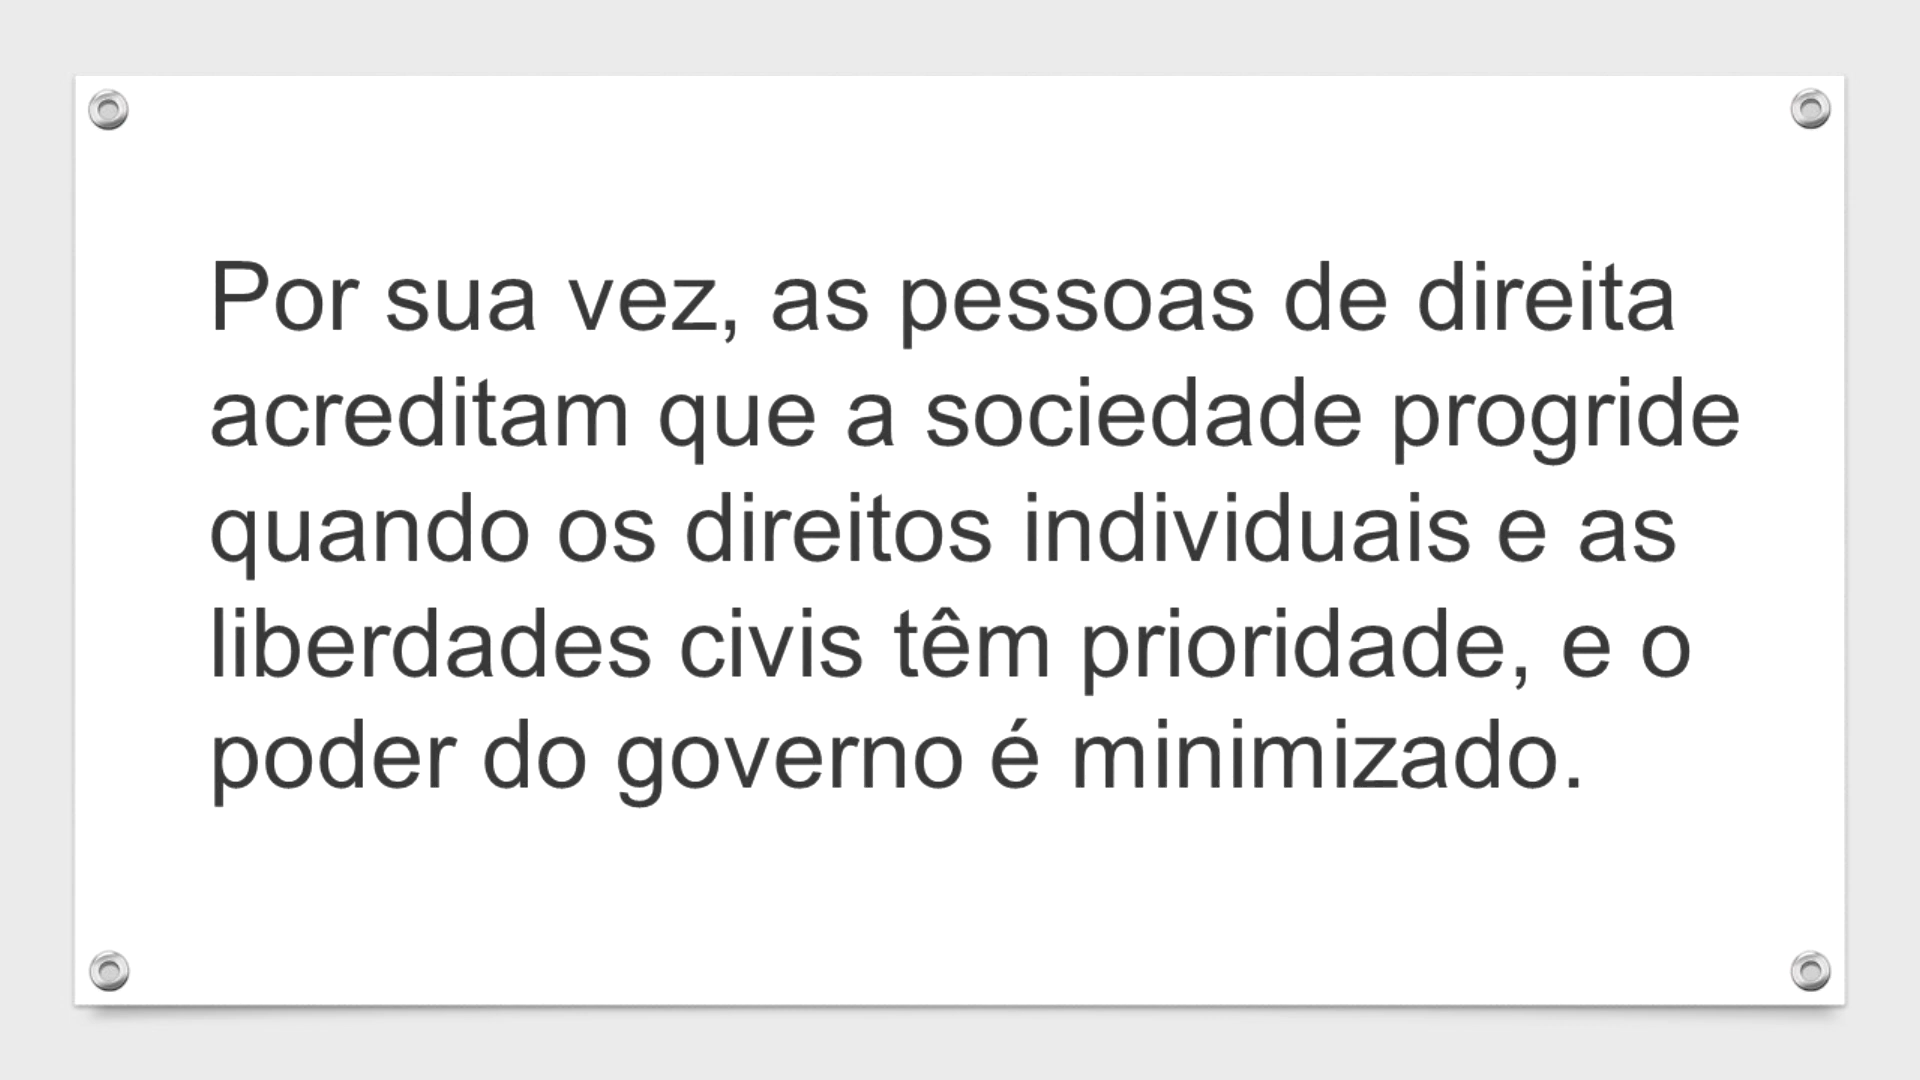 Por sua vez, as pessoas de direita
acreditam que a sociedade progride
quando os direitos individuais e as
liberdades civis têm prioridade, e o
poder do governo é minimizado.